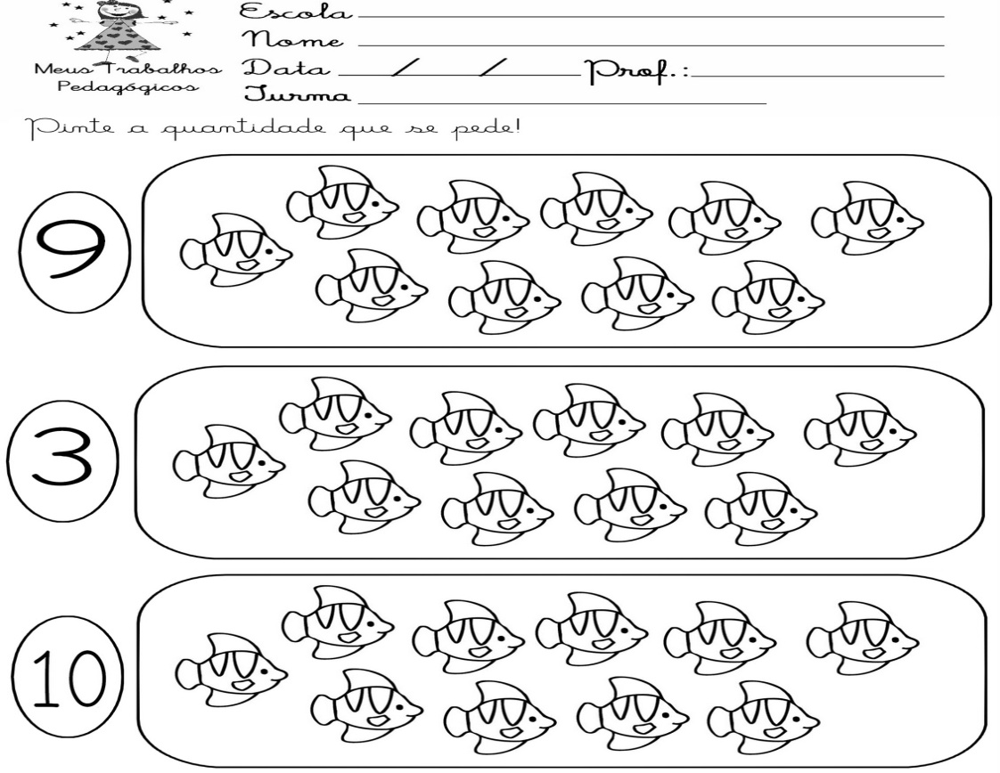 Escola
Nome
Data / / Prof.:
Turma
Meus Trabalhos
Pedagógicos
Pinte a quantidade que se pede!
9
3
10